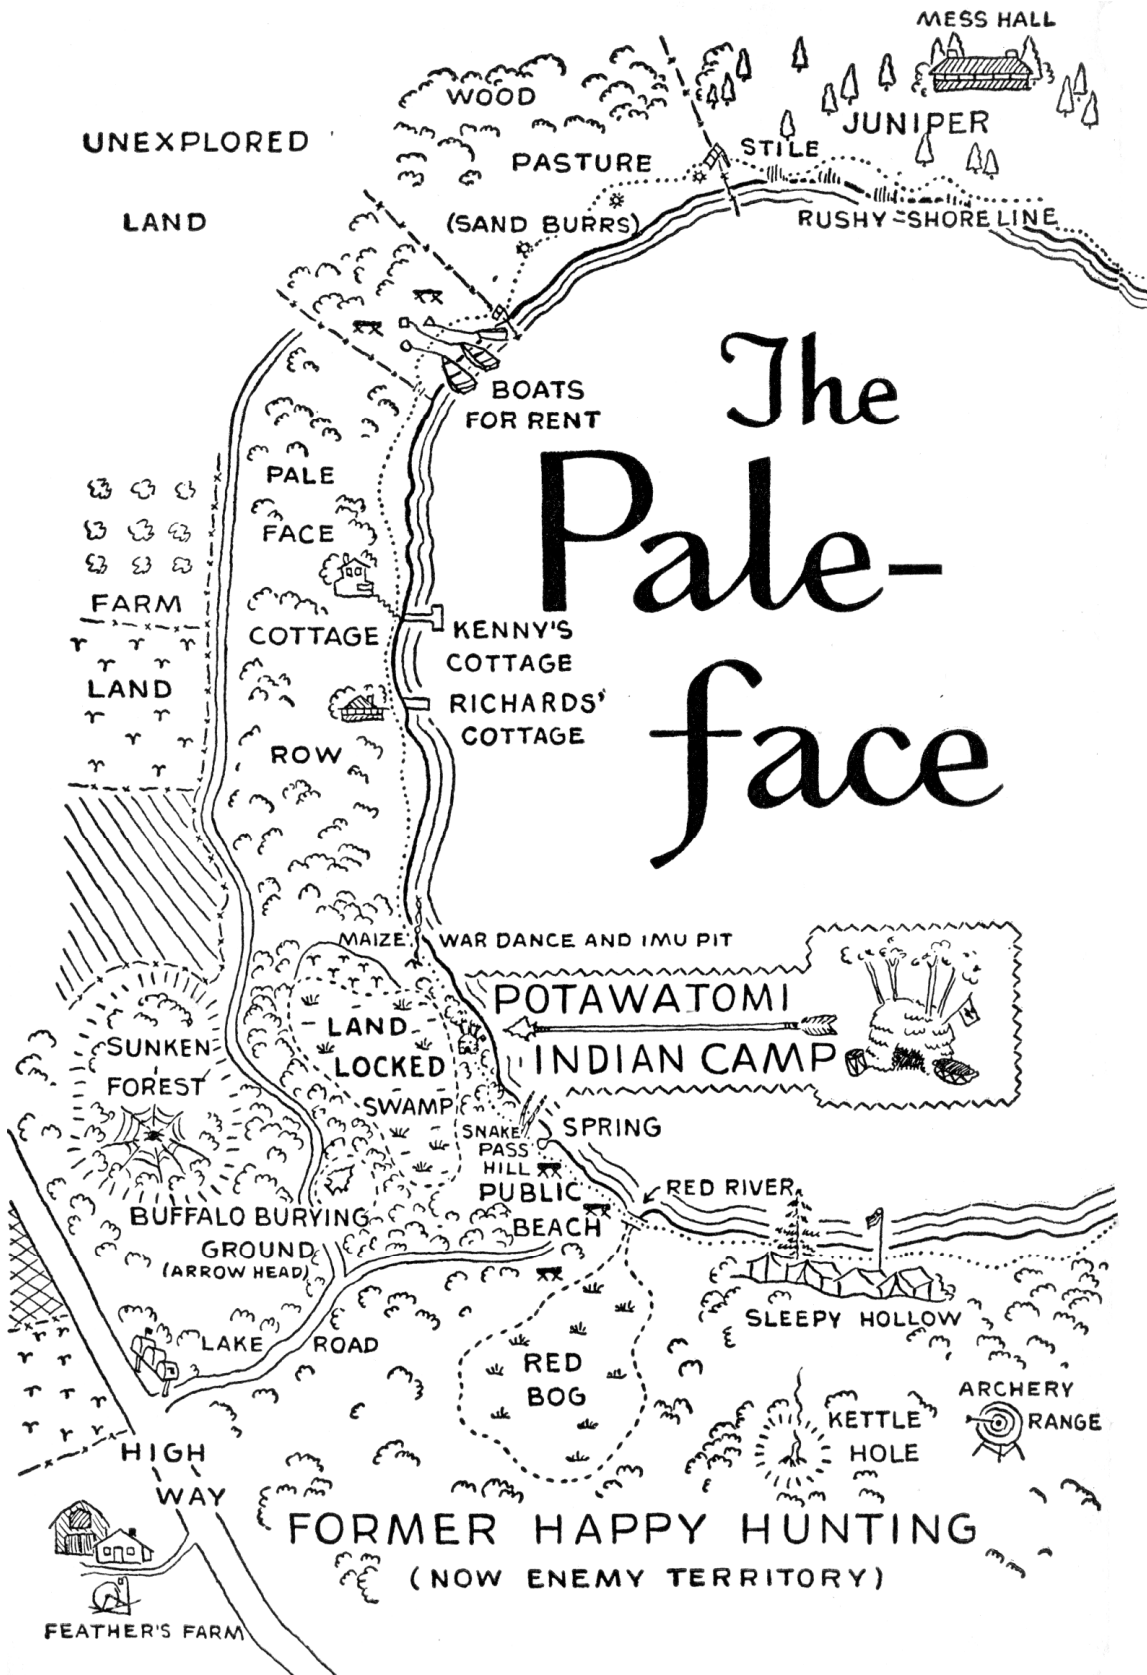 MESS HALL
WOOD
JUNIPER
UNEXPLORED
STILE
PASTURE
LAND
(SAND BURRS)
RUSHY-SHORE LINE
The
BOATS
FOR RENT
Pale-
PALE
FACE
FARM
COTTAGE
KENNY'S
COTTAGE
LAND
RICHARDS'
COTTAGE
face
ROW
MAIZE
WAR DANCE AND IMU PIT
POTAWATOMI
INDIAN CAMP
LAND
LOCKED
SWAMP
SUNKEN
FOREST
SNAKE
PASS
HILL
SPRING
PUBLIC
BEACH
RED RIVER
BUFFALO BURYING
GROUND
(ARROW HEAD)
SLEEPY HOLLOW
LAKE ROAD
RED
BOG
ARCHERY
RANGE
KETTLE
HOLE
HIGH
WAY
FORMER HAPPY HUNTING
(NOW ENEMY TERRITORY)
FEATHER'S FARM